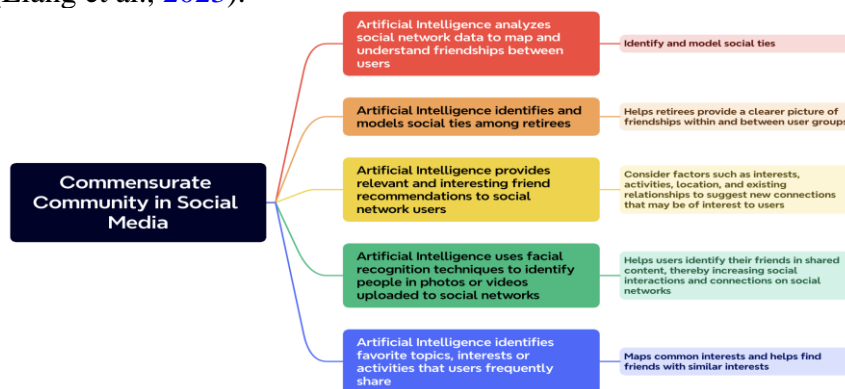 (Liang et al., 2023).
Artificial Intelligence analyzes
social network data to map and
understand friendships between
users
Identify and model social ties
Artificial Intelligence identifies and
models social ties among retirees
Helps retirees provide a clearer picture of
friendships within and between user groups
Commensurate
Community in Social
Media
Artificial Intelligence provides
relevant and interesting friend
recommendations to social
network users
Consider factors such as interests,
activities, location, and existing
relationships to suggest new connections
that may be of interest to users
Artificial Intelligence uses facial
recognition techniques to identify
people in photos or videos
uploaded to social networks
Helps users identify their friends in shared
content, thereby increasing social
interactions and connections on social
networks
Artificial Intelligence identifies
favorite topics, interests or
activities that users frequently
share
Maps common interests and helps find
friends with similar interests